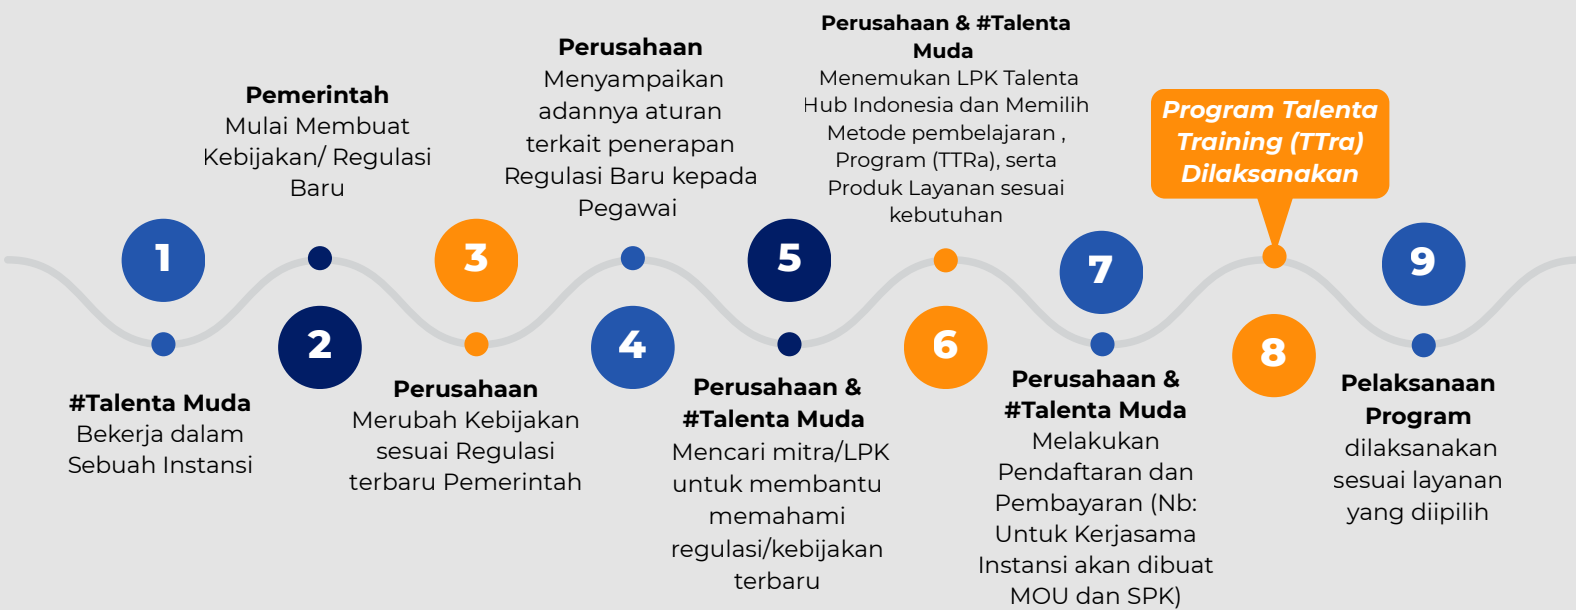 1
#Talenta Muda
Bekerja dalam
Sebuah Instansi
Pemerintah
Mulai Membuat
Kebijakan/ Regulasi
Baru
2
3
Perusahaan
Merubah Kebijakan
sesuai Regulasi
terbaru Pemerintah
Perusahaan
Menyampaikan
adannya aturan
terkait penerapan
Regulasi Baru kepada
Pegawai
4
5
Perusahaan &
#Talenta Muda
Mencari mitra/LPK
untuk membantu
memahami
regulasi/kebijakan
terbaru
Perusahaan & #Talenta
Muda
Menemukan LPK Talenta
Hub Indonesia dan Memilih
Metode pembelajaran ,
Program (TTRa), serta
Produk Layanan sesuai
kebutuhan
6
7
Perusahaan &
#Talenta Muda
Melakukan
Pendaftaran dan
Pembayaran (Nb:
Untuk Kerjasama
Instansi akan dibuat
MOU dan SPK)
Program Talenta
Training (TTra)
Dilaksanakan
8
9
Pelaksanaan
Program
dilaksanakan
sesuai layanan
yang diipilih